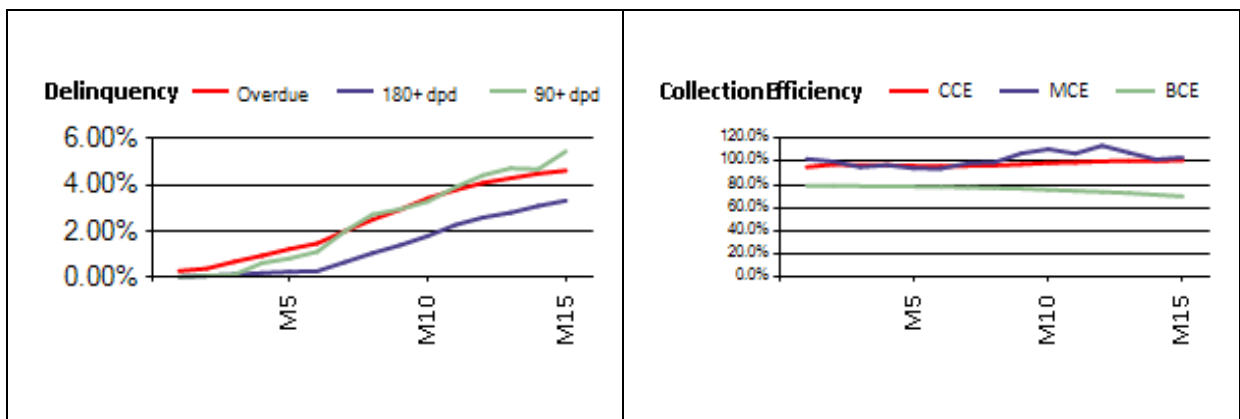 Delinquency Overdue 180+ dpd 90+ dpd
6.00%
4.00%
2.00%
0.00%
M5
M10
M15
Collection Efficiency CCE MCE BCE
120.0%
100.0%
80.0%
60.0%
40.0%
20.0%
0.0%
M5
M10
M15